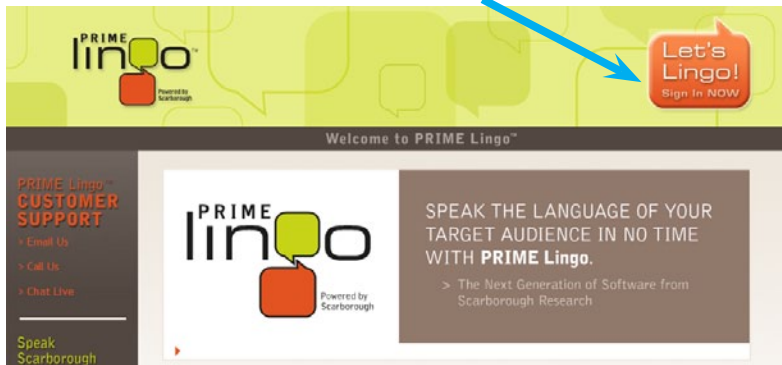 PRIME
lingo™
Powered by
Scarborough
Let's
Lingo!
Sign In NOW
Welcome to PRIME Lingo™
PRIME Lingo™
CUSTOMER
SUPPORT
> Email Us
> Call Us
> Chat Live
Speak
Scarborough
PRIME
lingo
Powered by
Scarborough
SPEAK THE LANGUAGE OF YOUR
TARGET AUDIENCE IN NO TIME
WITH PRIME Lingo.
> The Next Generation of Software from
Scarborough Research